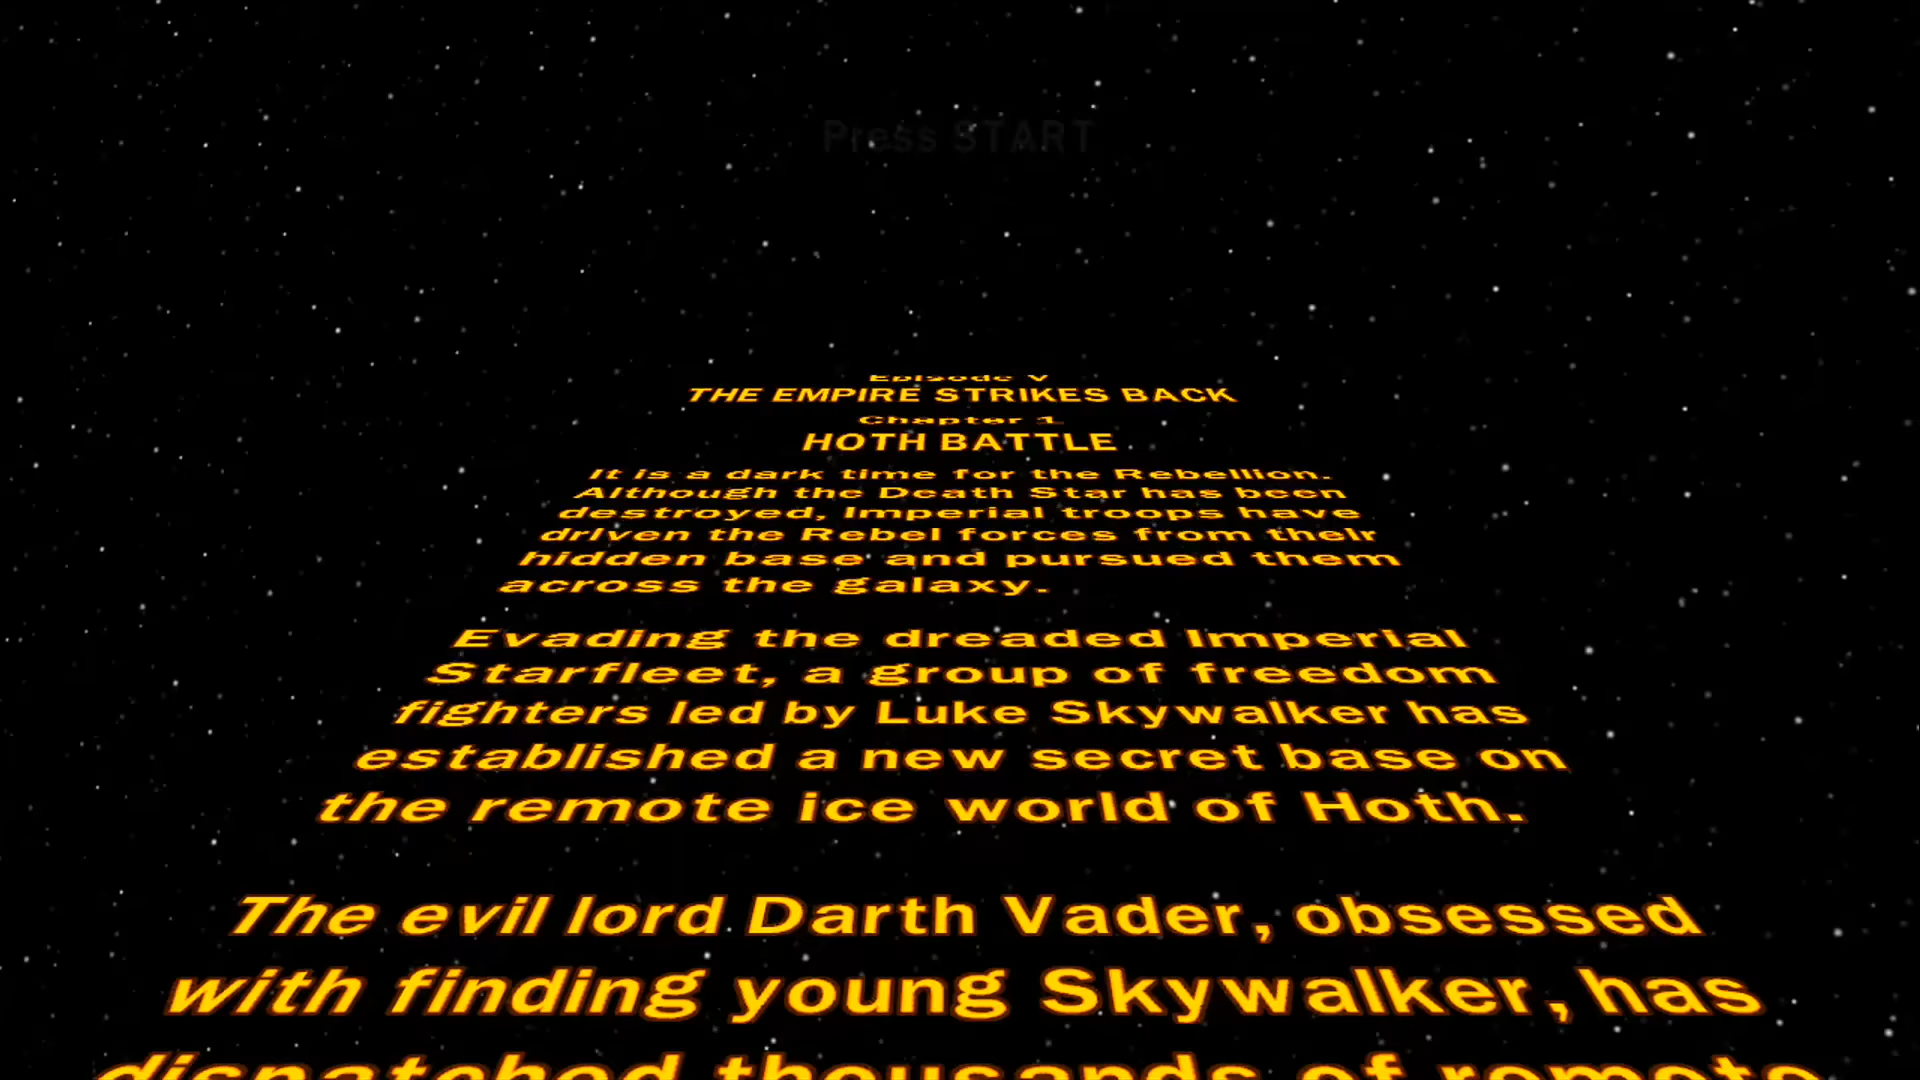 Press START
Episode V
THE EMPIRE STRIKES BACK
Chapter 1
HOTH BATTLE
It is a dark time for the Rebellion.
Although the Death Star has been
destroyed, Imperial troops have
driven the Rebel forces from their
hidden base and pursued them
across the galaxy.
Evading the dreaded Imperial
Starfleet, a group of freedom
fighters led by Luke Skywalker has
established a new secret base on
the remote ice world of Hoth.
The evil lord Darth Vader, obsessed
with finding young Skywalker, has
dispatched thousands of remote